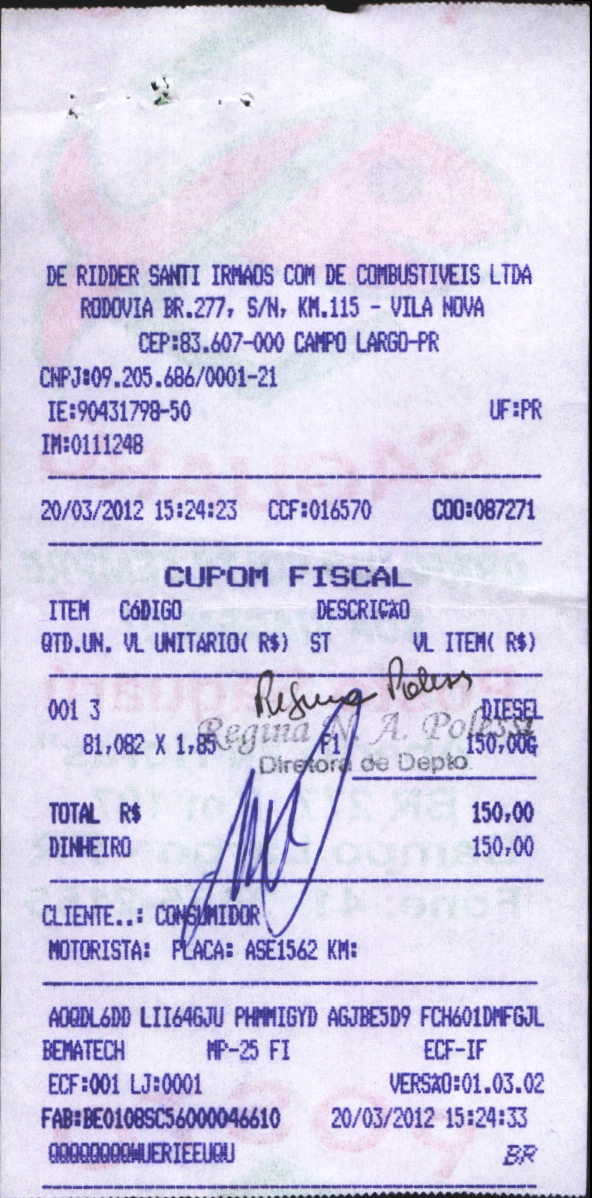 DE RIDDER SANTI IRMAOS COM DE COMBUSTIVEIS LTDA
RODOVIA BR.277, S/N, KM.115 - VILA NOVA
CEP:83.607-000 CAMPO LARGO-PR
CNPJ:09.205.686/0001-21
IE:90431798-50 UF:PR
IM:0111248
20/03/2012 15:24:23 CCF:016570 COO:087271
CUPOM FISCAL
ITEM CóDIGO DESCRIÇÃO
QTD.UN. VL UNITARIO( R$) ST VL ITEM( R$)
Regina Poless
001 3 DIESEL
Regina N. A. Polessi
81,082 X 1,85 F1 150,00G
Diretora de Depto.
TOTAL R$ 150,00
DINHEIRO 150,00
CLIENTE..: CONSUMIDOR
MOTORISTA: PLACA: ASE1562 KM:
AOQDL6DD LII64GJU PHMMIGYD AGJBE5D9 FCH601DMFGJL
BEMATECH MP-25 FI ECF-IF
ECF:001 LJ:0001 VERSÃO:01.03.02
FAB:BE0108SC56000046610 20/03/2012 15:24:33
QQQQQQQQWUERIEEUQU BR